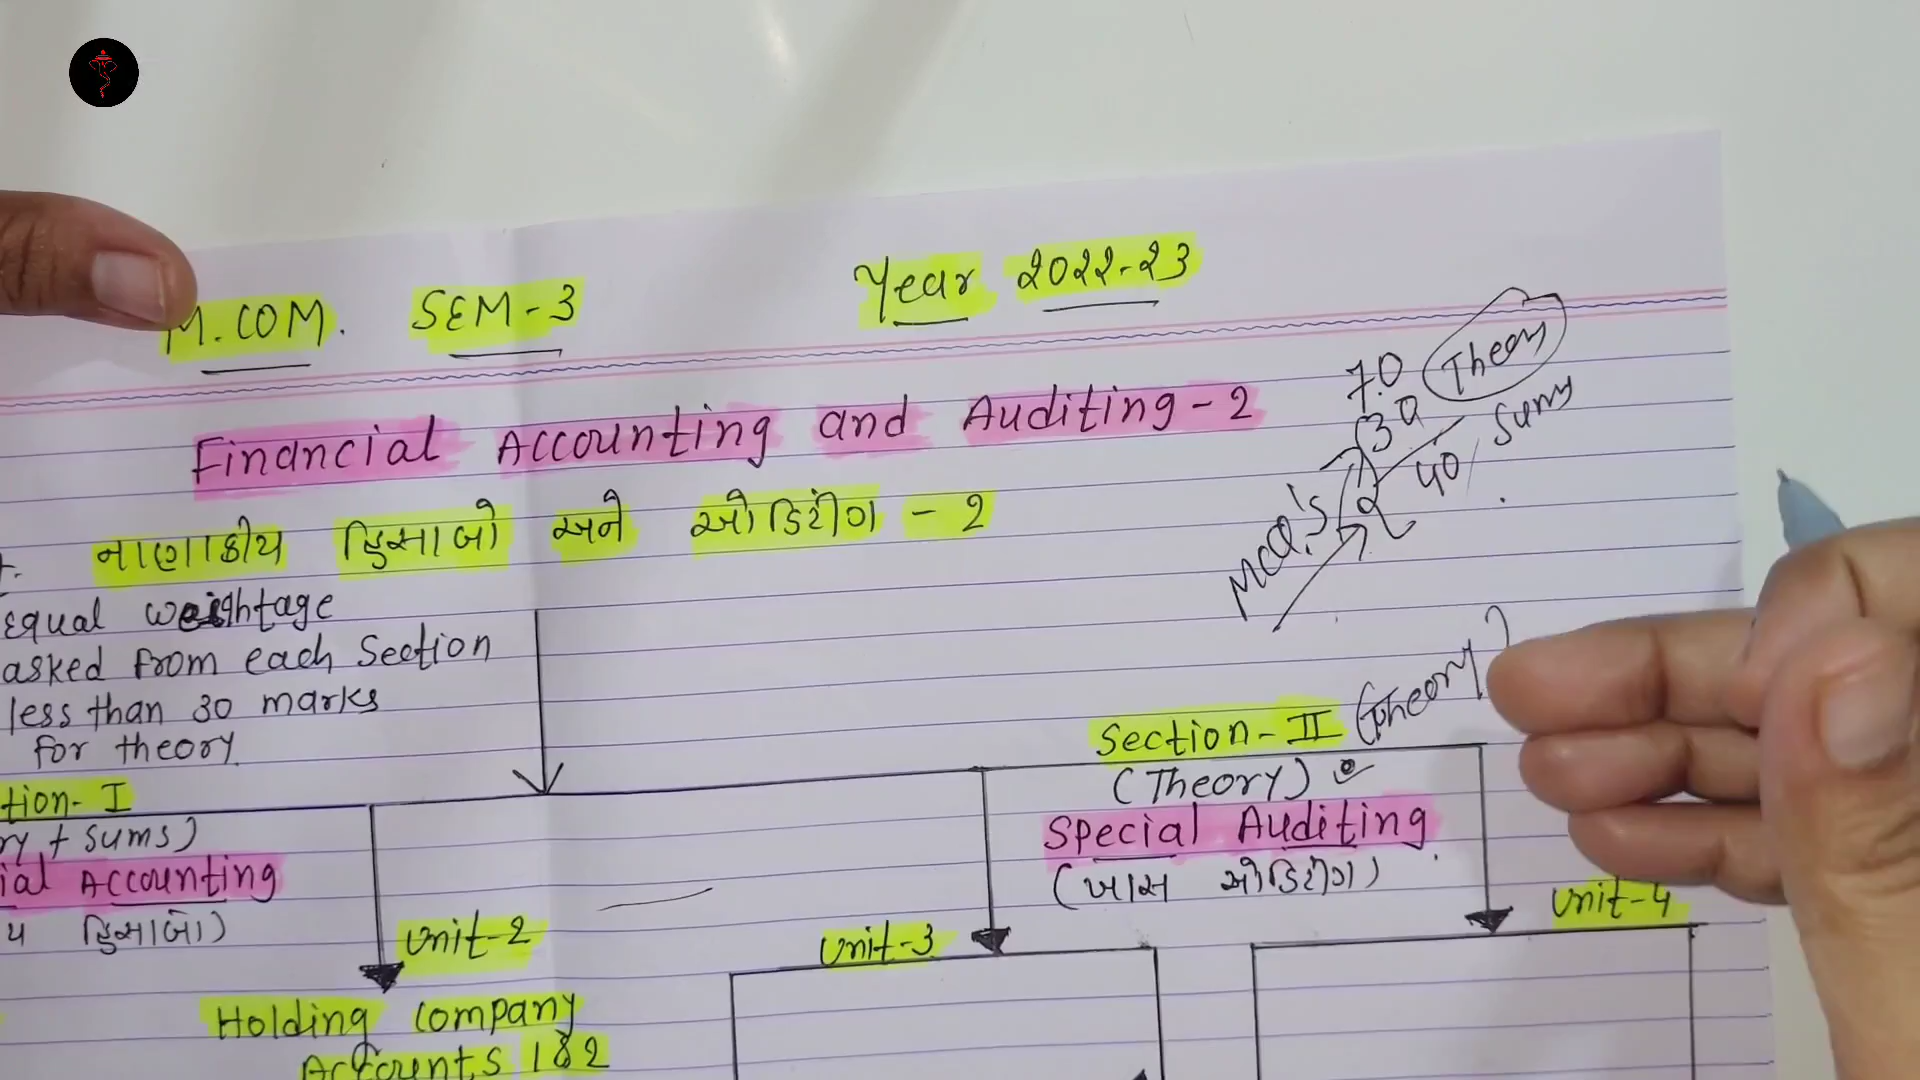 M.COM. SEM-3 Year 2022-23
Financial Accounting and Auditing-2
નાણાકીય હિસાબો અને ઓડિટીંગ - ૨
70
30 Theory
40 Sums
MCQ's
equal weightage
asked from each Section
less than 30 marks
for theory.
tion-I
ry + sums)
ial Accounting
હિસાબો)
Unit-2
Holding Company
Accounts 1&2
Section-II (Theory)
(Theory)
Special Auditing
(ખાસ ઓડિટીંગ)
Unit-3
Unit-4